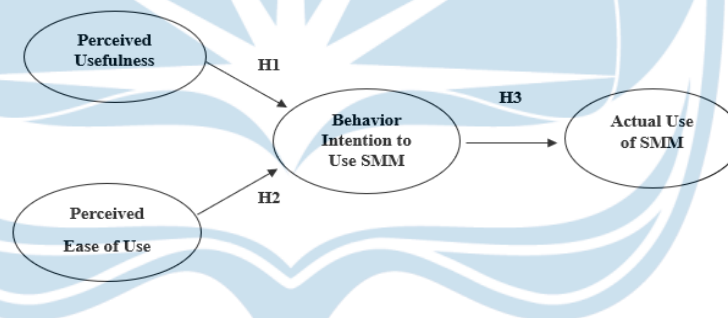 Perceived
Usefulness
H1
H3
Behavior
Intention to
Use SMM
Actual Use
of SMM
H2
Perceived
Ease of Use